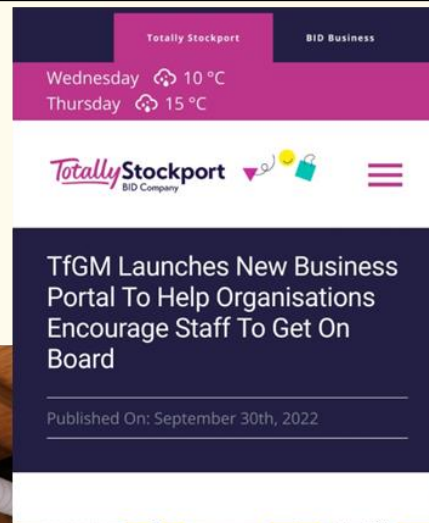 Totally Stockport BID Business
Wednesday 10 °C
Thursday 15 °C
Totally Stockport
BID Company
TfGM Launches New Business
Portal To Help Organisations
Encourage Staff To Get On
Board
Published On: September 30th, 2022